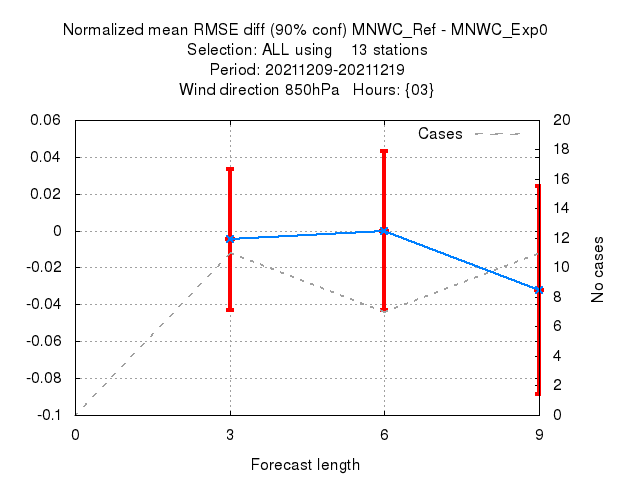 Normalized mean RMSE diff (90% conf) MNWC_Ref - MNWC_Exp0
Selection: ALL using    13 stations
Period: 20211209-20211219
Wind direction 850hPa   Hours: {03}
Cases
0.06
0.04
0.02
0
-0.02
-0.04
-0.06
-0.08
-0.1
20
18
16
14
12
10
8
6
4
2
0
No cases
0 3 6 9
Forecast length